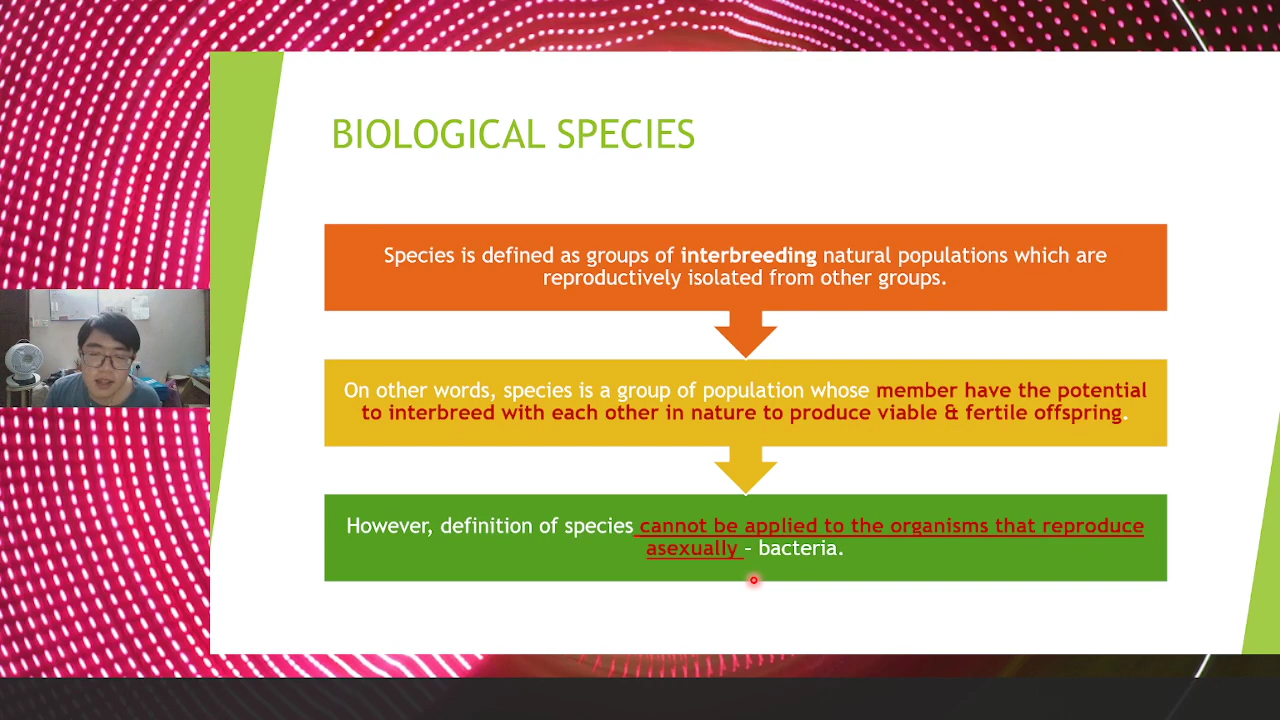 BIOLOGICAL SPECIES
Species is defined as groups of interbreeding natural populations which are
reproductively isolated from other groups.
On other words, species is a group of population whose member have the potential
to interbreed with each other in nature to produce viable & fertile offspring.
However, definition of species cannot be applied to the organisms that reproduce
asexually – bacteria.